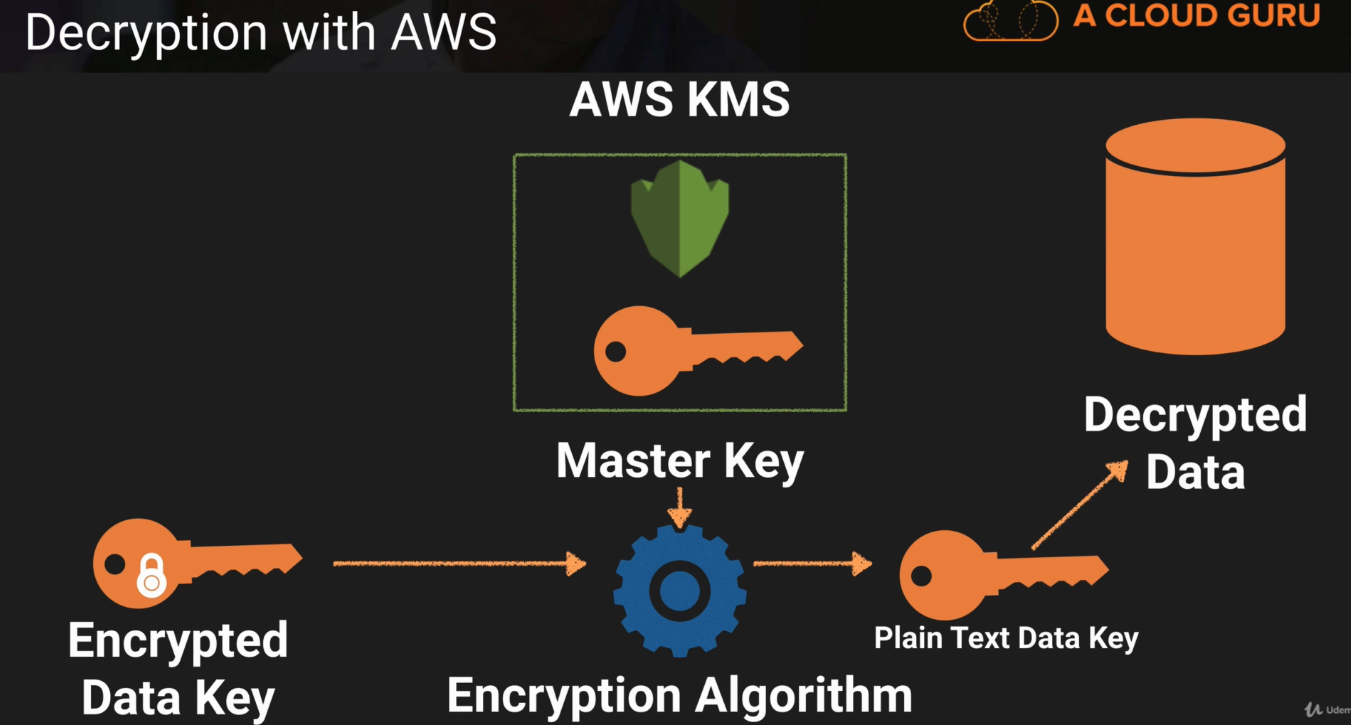 Decryption with AWS
A CLOUD GURU
AWS KMS
Master Key
Decrypted
Data
Encrypted
Data Key
Encryption Algorithm
Plain Text Data Key